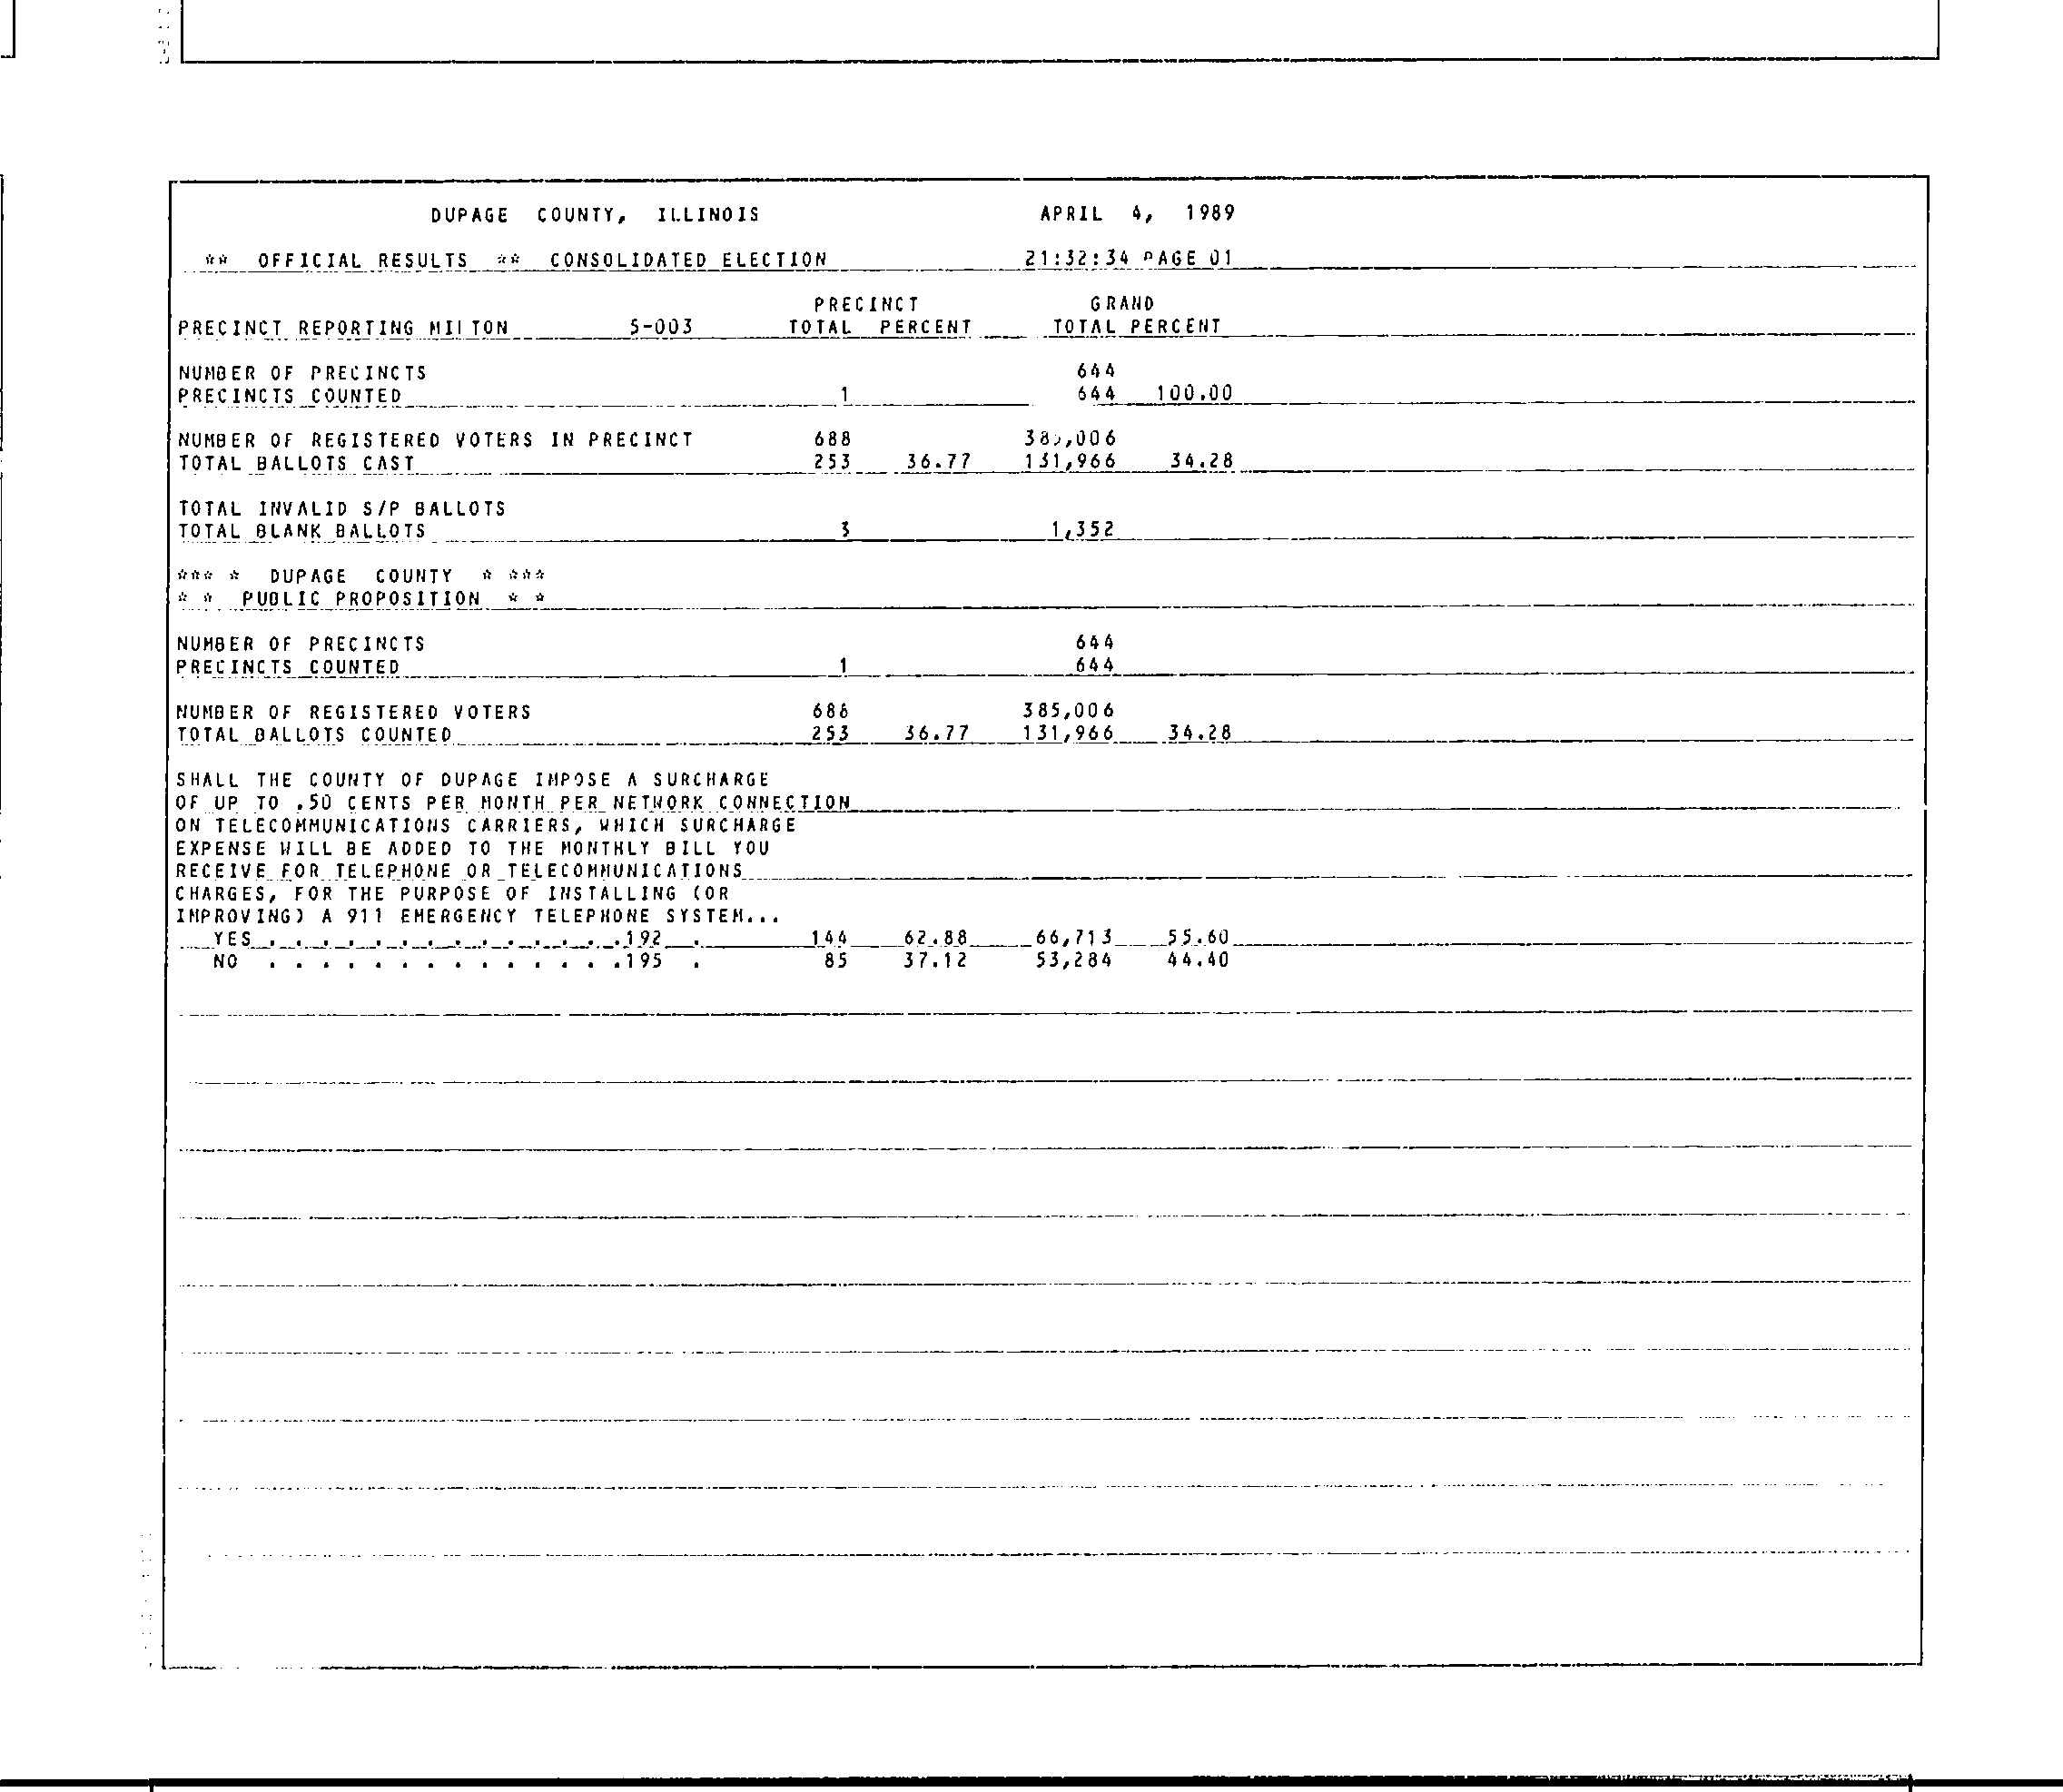 DUPAGE COUNTY, ILLINOIS APRIL 4, 1989
** OFFICIAL RESULTS ** CONSOLIDATED ELECTION 21:32:34 PAGE 01
PRECINCT GRAND
PRECINCT REPORTING MILTON 5-003 TOTAL PERCENT TOTAL PERCENT
NUMBER OF PRECINCTS 644
PRECINCTS COUNTED 1 644 100.00
NUMBER OF REGISTERED VOTERS IN PRECINCT 688 385,006
TOTAL BALLOTS CAST 253 36.77 131,966 34.28
TOTAL INVALID S/P BALLOTS
TOTAL BLANK BALLOTS 3 1,352
*** * DUPAGE COUNTY * ***
* * PUBLIC PROPOSITION * *
NUMBER OF PRECINCTS 644
PRECINCTS COUNTED 1 644
NUMBER OF REGISTERED VOTERS 688 385,006
TOTAL BALLOTS COUNTED 253 36.77 131,966 34.28
SHALL THE COUNTY OF DUPAGE IMPOSE A SURCHARGE
OF UP TO .50 CENTS PER MONTH PER NETWORK CONNECTION
ON TELECOMMUNICATIONS CARRIERS, WHICH SURCHARGE
EXPENSE WILL BE ADDED TO THE MONTHLY BILL YOU
RECEIVE FOR TELEPHONE OR TELECOMMUNICATIONS
CHARGES, FOR THE PURPOSE OF INSTALLING (OR
IMPROVING) A 911 EMERGENCY TELEPHONE SYSTEM...
YES . . . . . . . . . . . . . .192 . 144 62.88 66,713 55.60
NO . . . . . . . . . . . . . .195 . 85 37.12 53,284 44.40